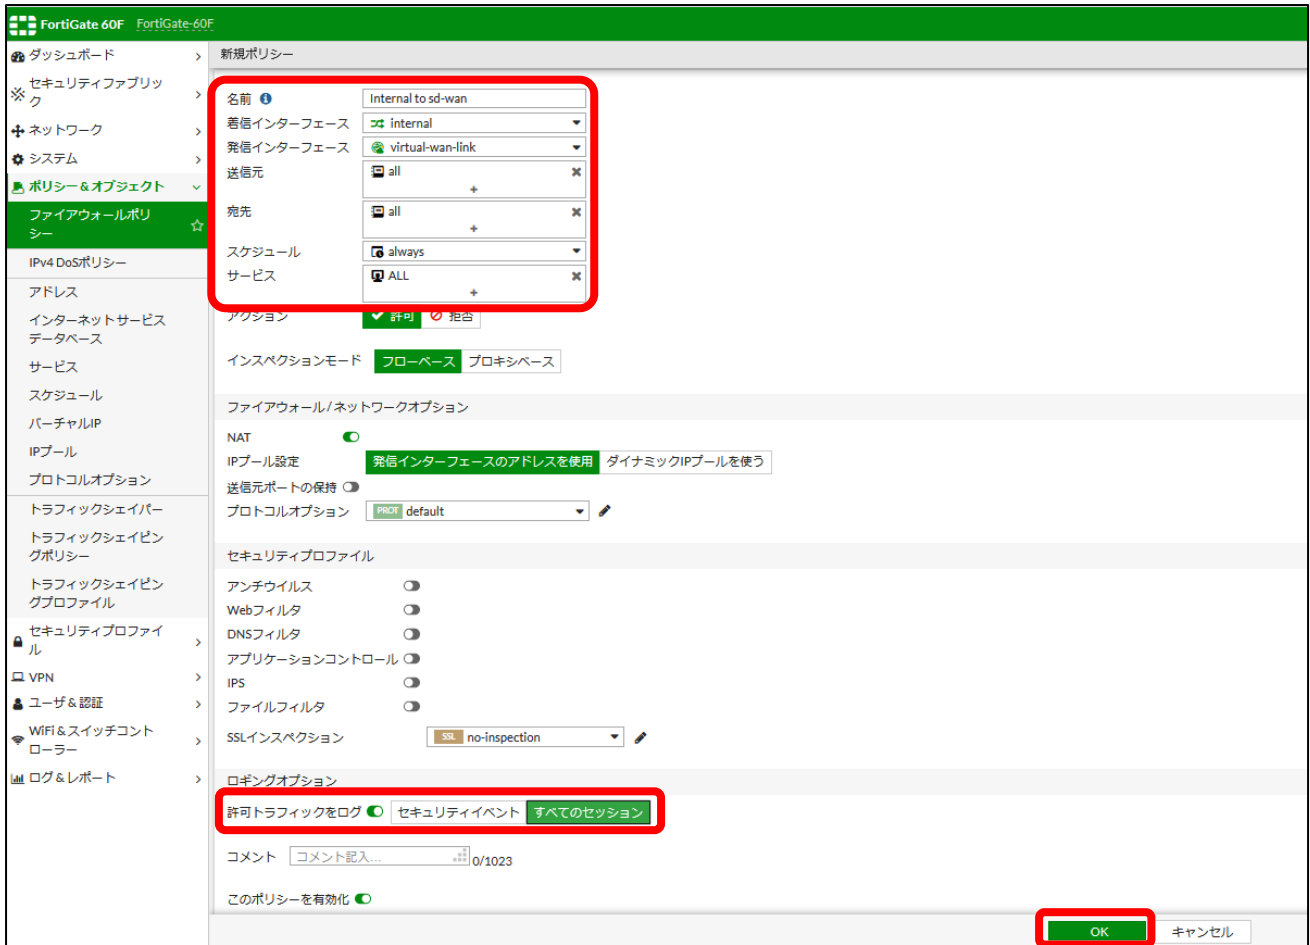 FortiGate 60F FortiGate-60F
ダッシュボード
セキュリティファブリッ
ク
ネットワーク
システム
ポリシー&オブジェクト
ファイアウォールポリ
シー
IPv4 DoSポリシー
アドレス
インターネットサービス
データベース
サービス
スケジュール
バーチャルIP
IPプール
プロトコルオプション
トラフィックシェイパー
トラフィックシェイピン
グポリシー
トラフィックシェイピン
グプロファイル
セキュリティプロファイ
ル
VPN
ユーザ&認証
WiFi&スイッチコント
ローラー
ログ&レポート
新規ポリシー
名前 Internal to sd-wan
着信インターフェース internal
発信インターフェース virtual-wan-link
送信元 all
+
宛先 all
+
スケジュール always
サービス ALL
+
アクション 許可 拒否
インスペクションモード フローベース プロキシベース
ファイアウォール/ネットワークオプション
NAT
IPプール設定 発信インターフェースのアドレスを使用 ダイナミックIPプールを使う
送信元ポートの保持
プロトコルオプション PROT default
セキュリティプロファイル
アンチウイルス
Webフィルタ
DNSフィルタ
アプリケーションコントロール
IPS
ファイルフィルタ
SSLインスペクション SSL no-inspection
ロギングオプション
許可トラフィックをログ セキュリティイベント すべてのセッション
コメント コメント記入... 0/1023
このポリシーを有効化
OK キャンセル